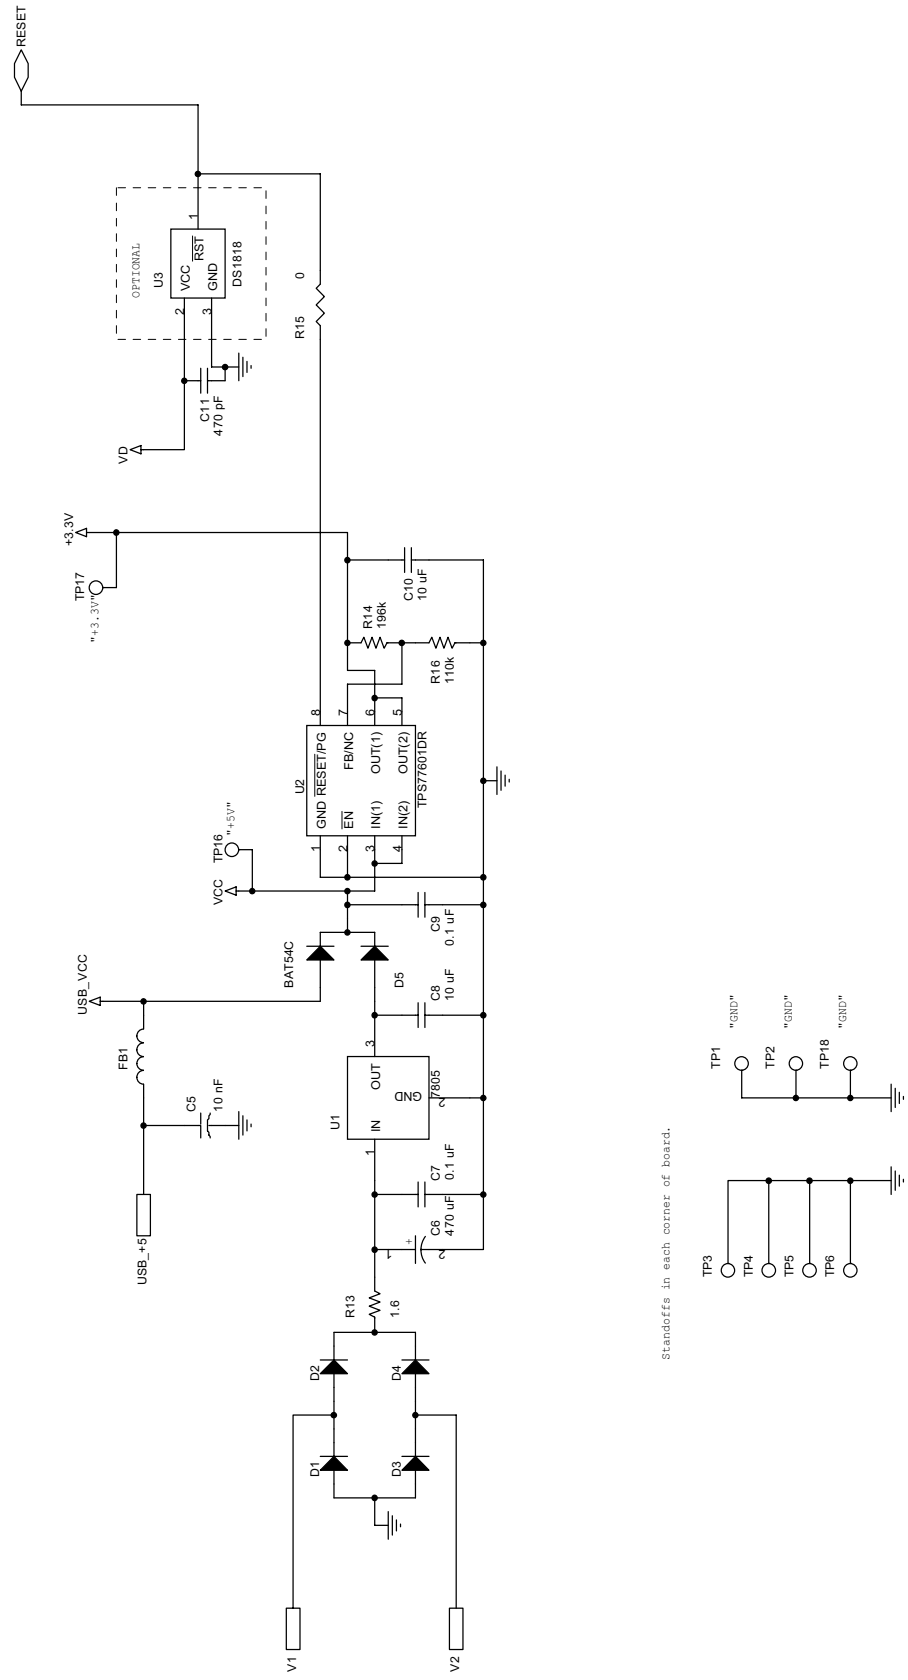 RESET
OPTIONAL
U3
VCC
RST
GND
DS1818
1
2
3
C11
470 pF
VD
R15
0
+3.3V
TP17
"+3.3V"
C10
10 uF
R14
196k
R16
110k
U2
GND
RESET/PG
EN
FB/NC
IN(1)
OUT(1)
IN(2)
OUT(2)
TPS77601DR
1
2
3
4
8
7
6
5
TP16
"+5V"
VCC
USB_VCC
BAT54C
D5
C9
0.1 uF
C8
10 uF
FB1
C5
10 nF
USB_+5
U1
IN
OUT
GND
7805
1
3
2
C7
0.1 uF
C6
470 uF
+
1
2
R13
1.6
D2
D4
D1
D3
V1
V2
TP1
"GND"
TP2
"GND"
TP18
"GND"
Standoffs in each corner of board.
TP3
TP4
TP5
TP6